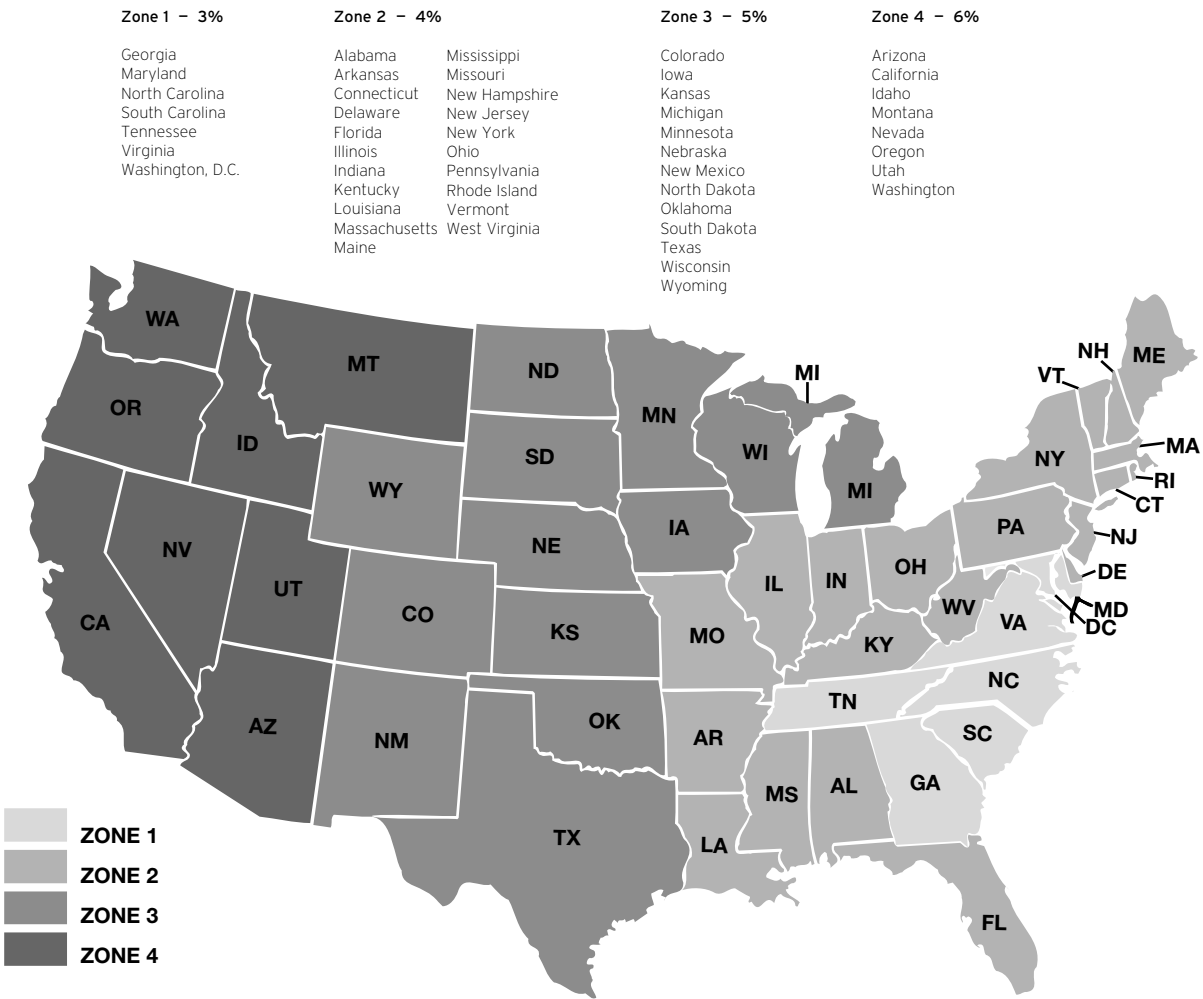 Zone 1 – 3%
Georgia
Maryland
North Carolina
South Carolina
Tennessee
Virginia
Washington, D.C.
Zone 2 – 4%
Alabama
Arkansas
Connecticut
Delaware
Florida
Illinois
Indiana
Kentucky
Louisiana
Massachusetts
Maine
Mississippi
Missouri
New Hampshire
New Jersey
New York
Ohio
Pennsylvania
Rhode Island
Vermont
West Virginia
Zone 3 – 5%
Colorado
Iowa
Kansas
Michigan
Minnesota
Nebraska
New Mexico
North Dakota
Oklahoma
South Dakota
Texas
Wisconsin
Wyoming
Zone 4 – 6%
Arizona
California
Idaho
Montana
Nevada
Oregon
Utah
Washington
WA
MT
ND
MN
MI
NH
ME
VT
OR
ID
SD
WI
NY
MA
WY
MI
RI
CT
IA
PA
NJ
NV
NE
UT
IL
IN
OH
DE
CA
CO
KS
MO
WV
VA
MD
DC
KY
NC
TN
AZ
NM
OK
AR
SC
MS
AL
GA
TX
LA
FL
ZONE 1
ZONE 2
ZONE 3
ZONE 4